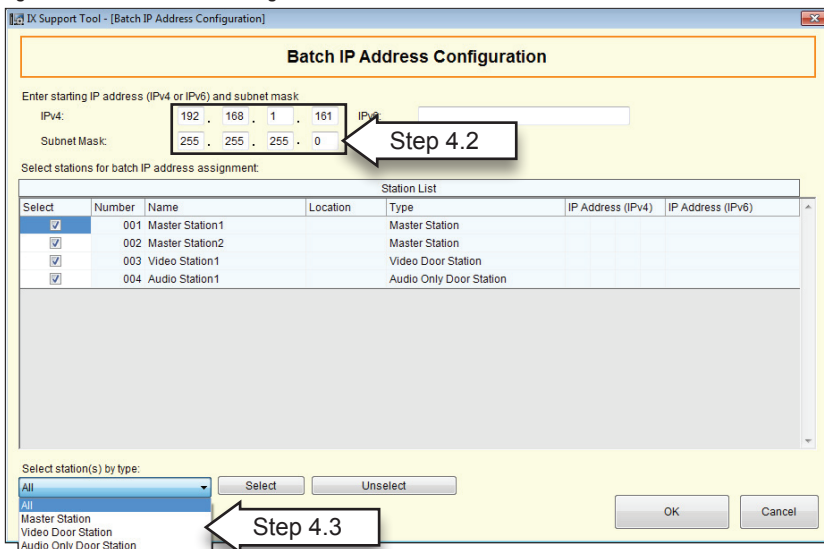 IX Support Tool - [Batch IP Address Configuration]
Batch IP Address Configuration
Enter starting IP address (IPv4 or IPv6) and subnet mask
IPv4: 192 . 168 . 1 . 161
Subnet Mask: 255 . 255 . 255 . 0 Step 4.2
Select stations for batch IP address assignment:
Station List
Select Number Name Location Type IP Address (IPv4) IP Address (IPv6)
001 Master Station1 Master Station
002 Master Station2 Master Station
003 Video Station1 Video Door Station
004 Audio Station1 Audio Only Door Station
Select station(s) by type:
All Select Unselect
All
Master Station
Video Door Station
Audio Only Door Station
Step 4.3
OK Cancel